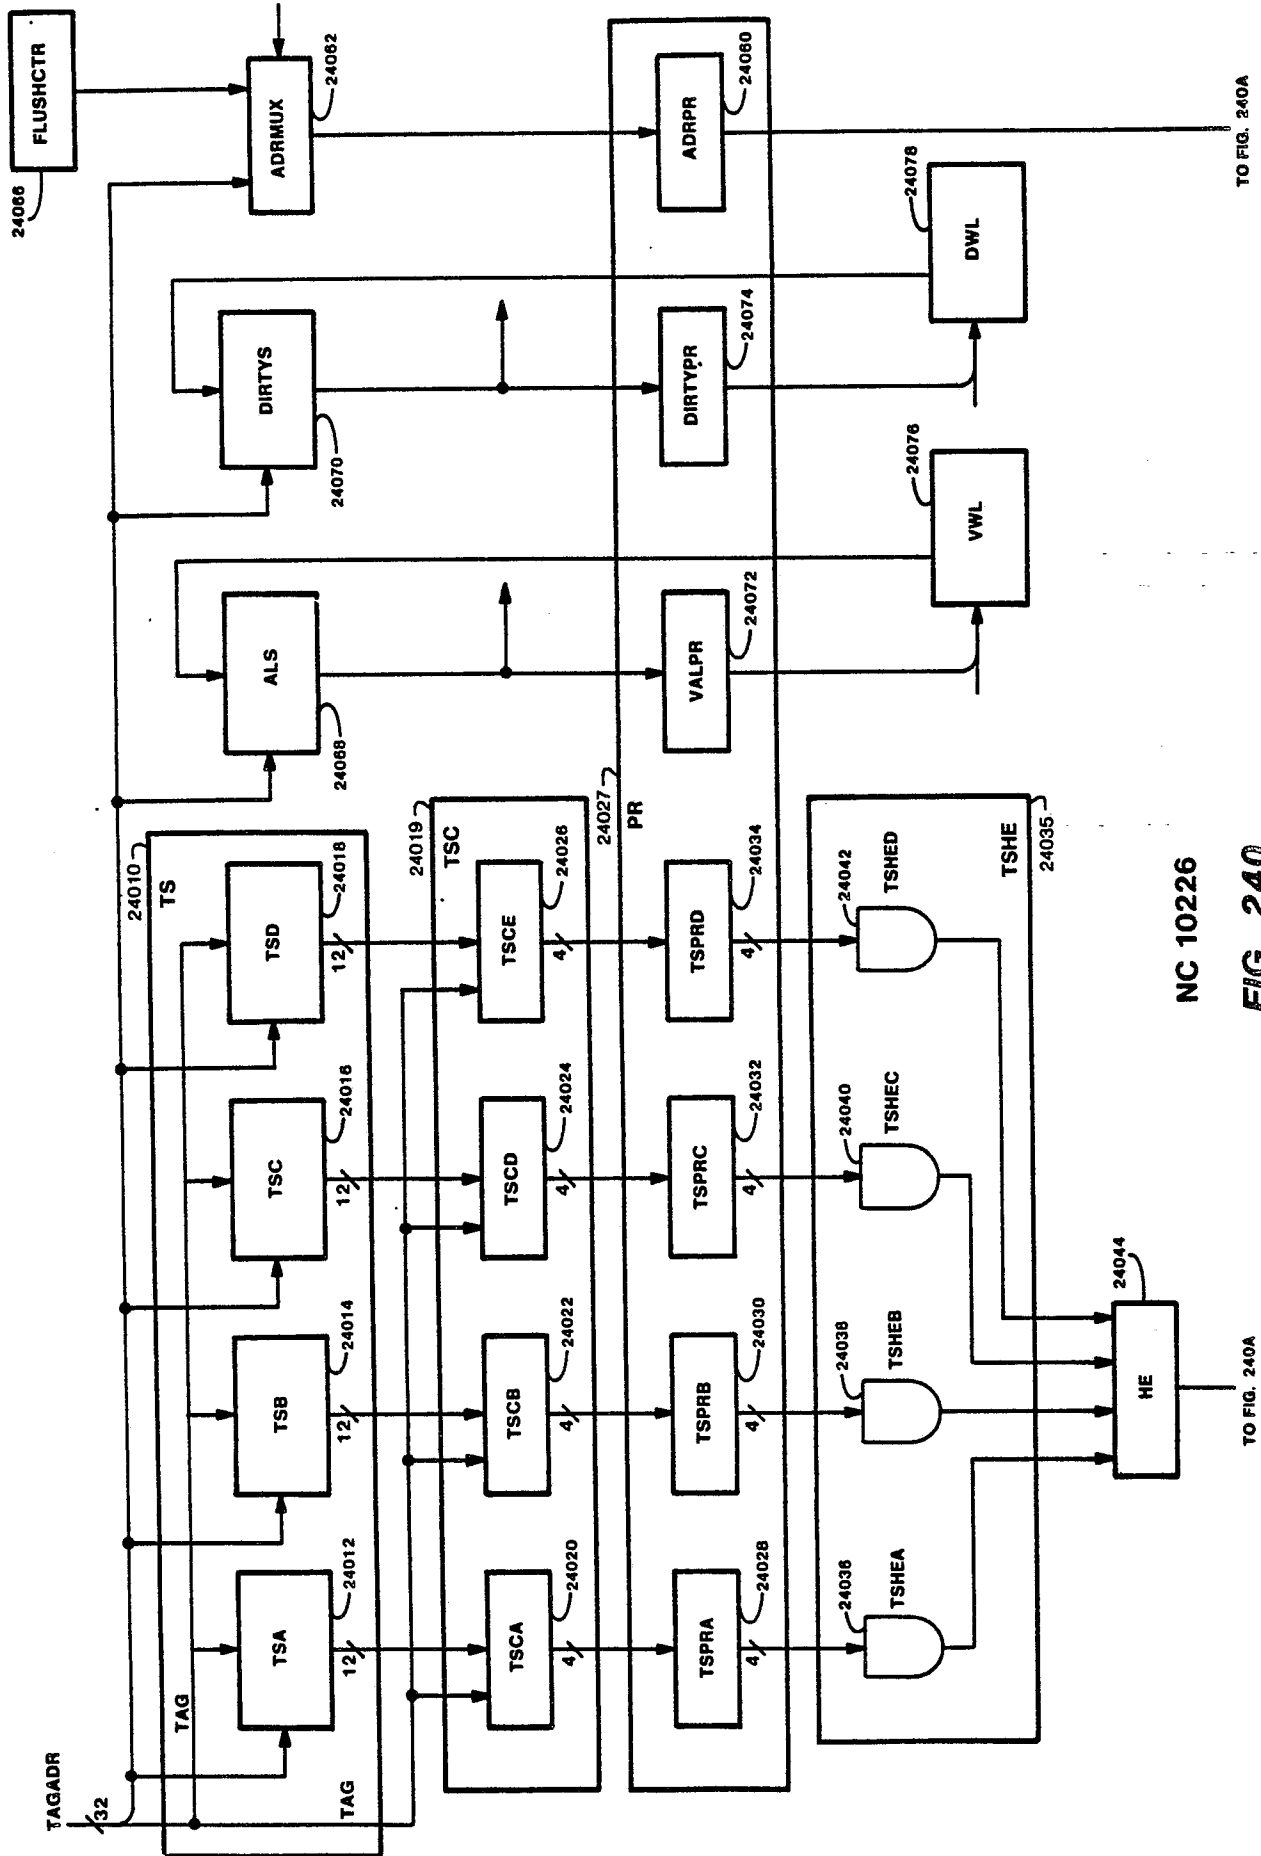 TAGADR
32
TAG
TAG
24010
TS
TSA
24012
12
TSB
24014
12
TSC
24016
12
TSD
24018
12
ALS
24068
DIRTYS
24070
FLUSHCTR
24066
ADRMUX
24062
24019
TSC
TSCA
24020
4
TSCB
24022
4
TSCD
24024
4
TSCE
24026
4
24027
PR
TSPRA
24028
4
TSPRB
24030
4
TSPRC
24032
4
TSPRD
24034
4
VALPR
24072
DIRTYPR
24074
ADRPR
24060
24036
TSHEA
24038
TSHEB
24040
TSHEC
24042
TSHED
TSHE
24035
VWL
24076
DWL
24078
HE
24044
TO FIG. 240A
TO FIG. 240A
NC 10226
FIG 240